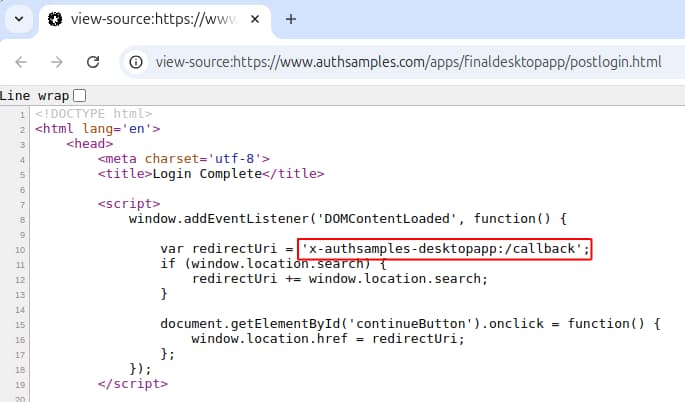 view-source:https://www
view-source:https://www.authsamples.com/apps/finaldesktopapp/postlogin.html
Line wrap
1 <!DOCTYPE html>
2 <html lang='en'>
3 <head>
4 <meta charset='utf-8'>
5 <title>Login Complete</title>
6
7 <script>
8 window.addEventListener('DOMContentLoaded', function() {
9
10 var redirectUri = 'x-authsamples-desktopapp:/callback';
11 if (window.location.search) {
12 redirectUri += window.location.search;
13 }
14
15 document.getElementById('continueButton').onclick = function() {
16 window.location.href = redirectUri;
17 };
18 });
19 </script>
20